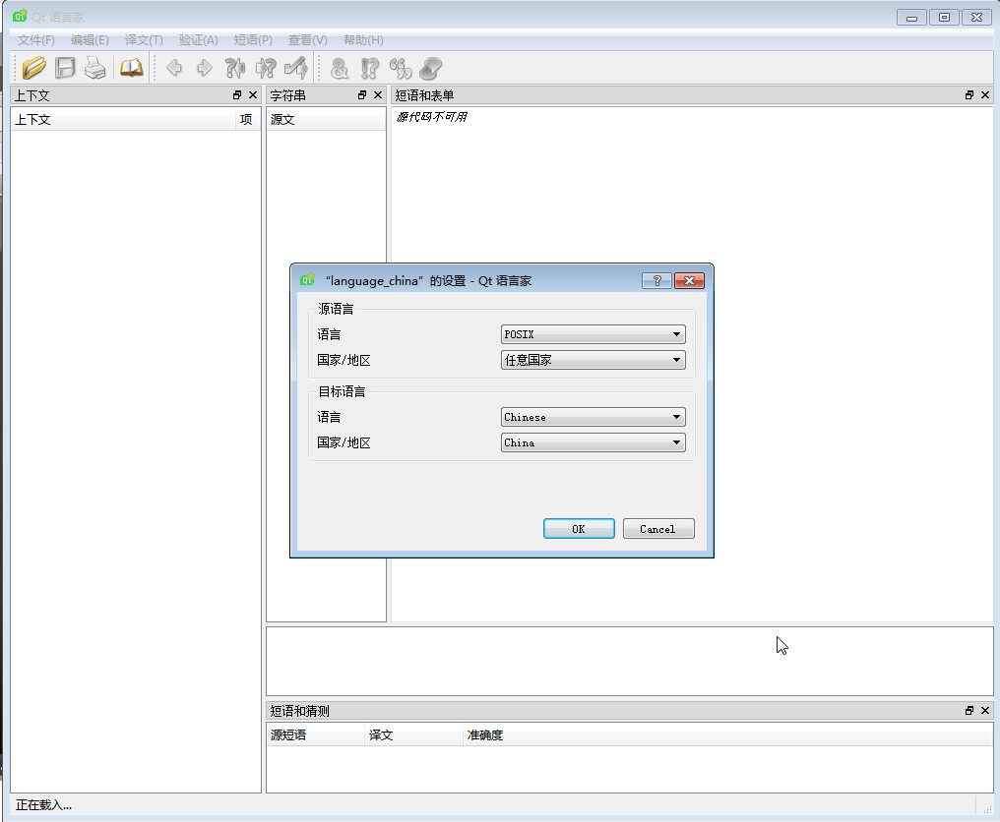 Qt 语言家
文件(F) 编辑(E) 译文(T) 验证(A) 短语(P) 查看(V) 帮助(H)
上下文
字符串
短语和表单
上下文 项
源文
源代码不可用
“language_china”的设置 - Qt 语言家
源语言
语言 POSIX
国家/地区 任意国家
目标语言
语言 Chinese
国家/地区 China
OK Cancel
短语和猜测
源短语 译文 准确度
正在载入...